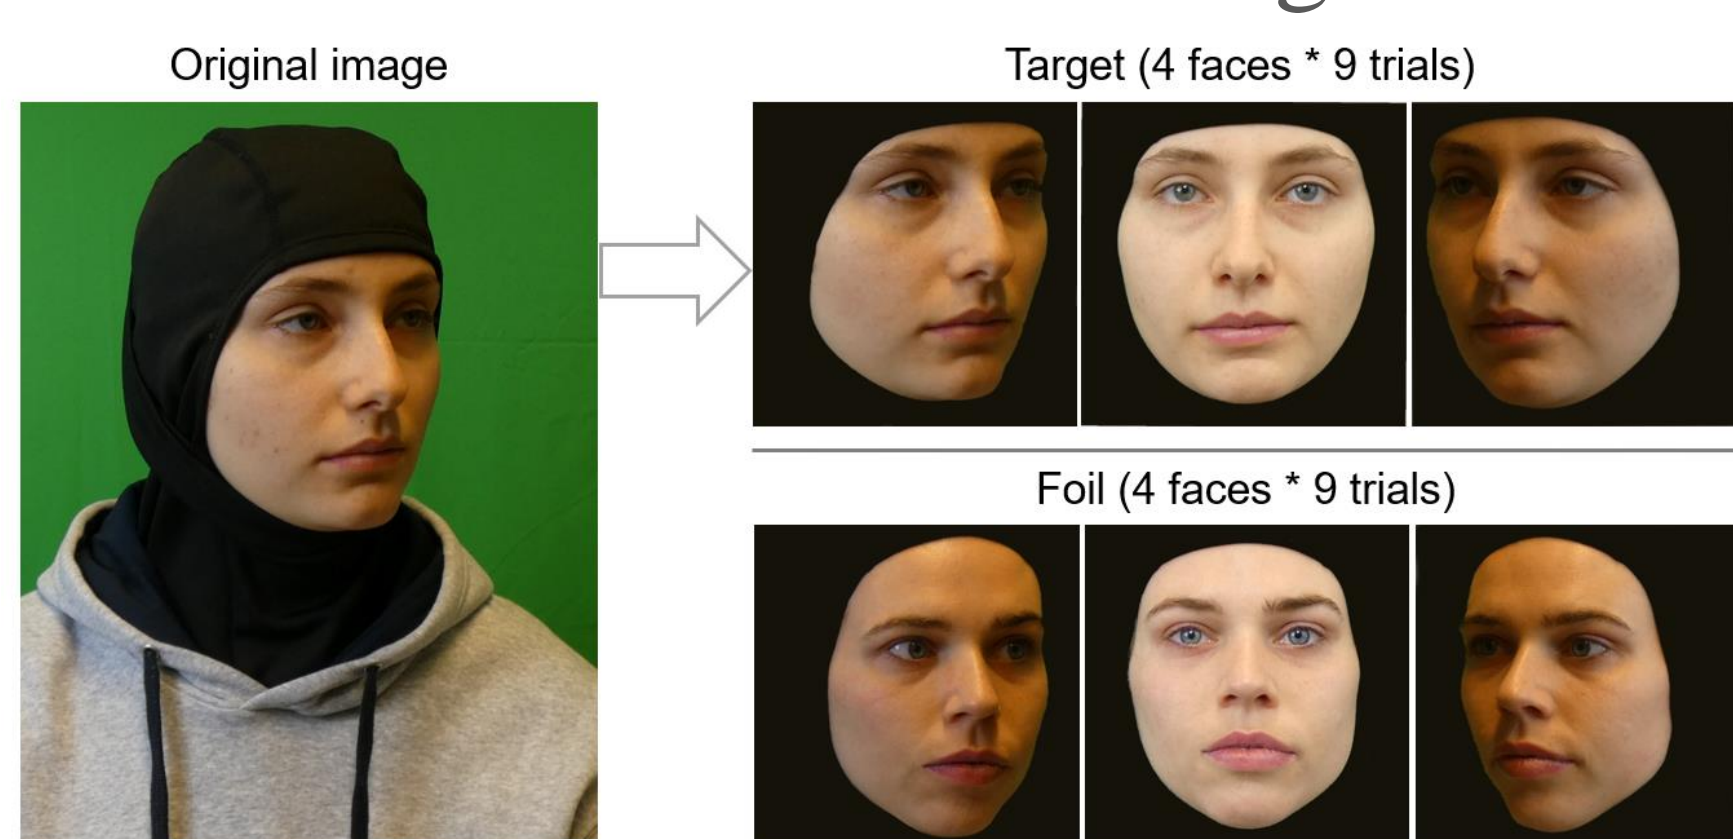 Original image
Target (4 faces * 9 trials)
Foil (4 faces * 9 trials)